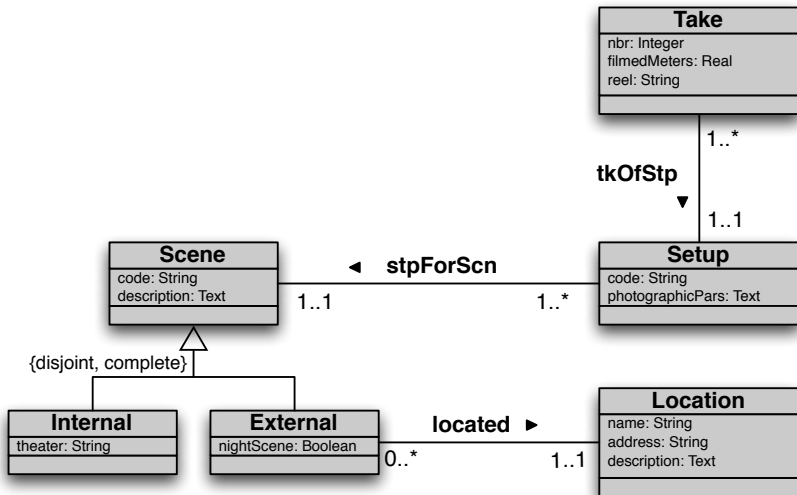 Take
nbr: Integer
filmedMeters: Real
reel: String
1..*
tkOfStp
▼
1..1
Scene
code: String
description: Text
◄ stpForScn
1..1
1..*
Setup
code: String
photographicPars: Text
{disjoint, complete}
Internal
theater: String
External
nightScene: Boolean
located ►
0..*
1..1
Location
name: String
address: String
description: Text